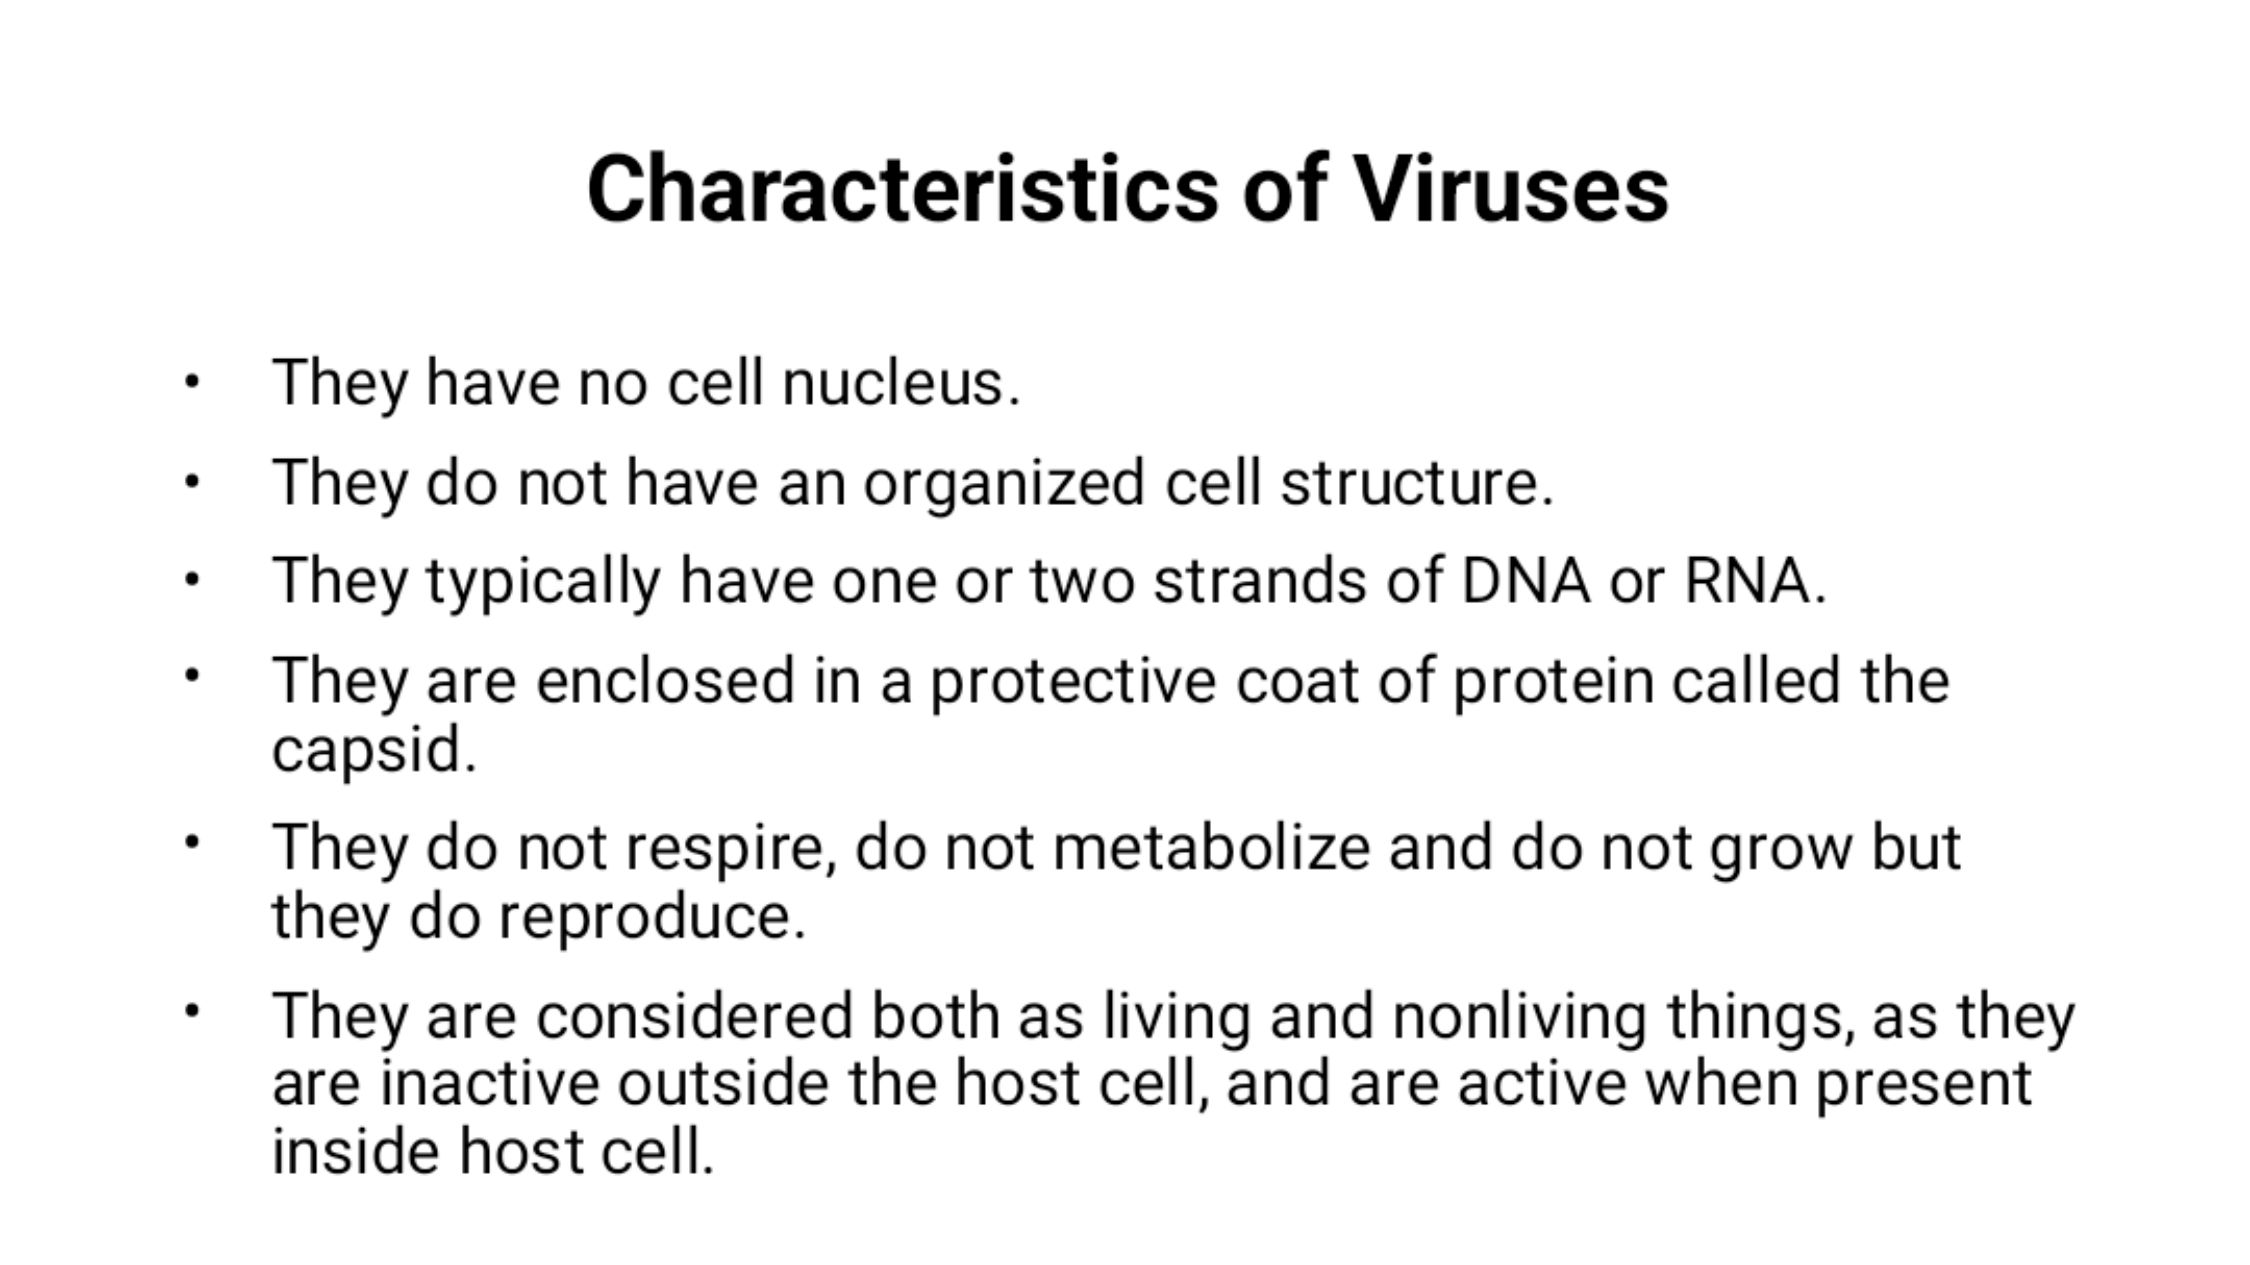 Characteristics of Viruses
• They have no cell nucleus.
• They do not have an organized cell structure.
• They typically have one or two strands of DNA or RNA.
• They are enclosed in a protective coat of protein called the
capsid.
• They do not respire, do not metabolize and do not grow but
they do reproduce.
• They are considered both as living and nonliving things, as they
are inactive outside the host cell, and are active when present
inside host cell.